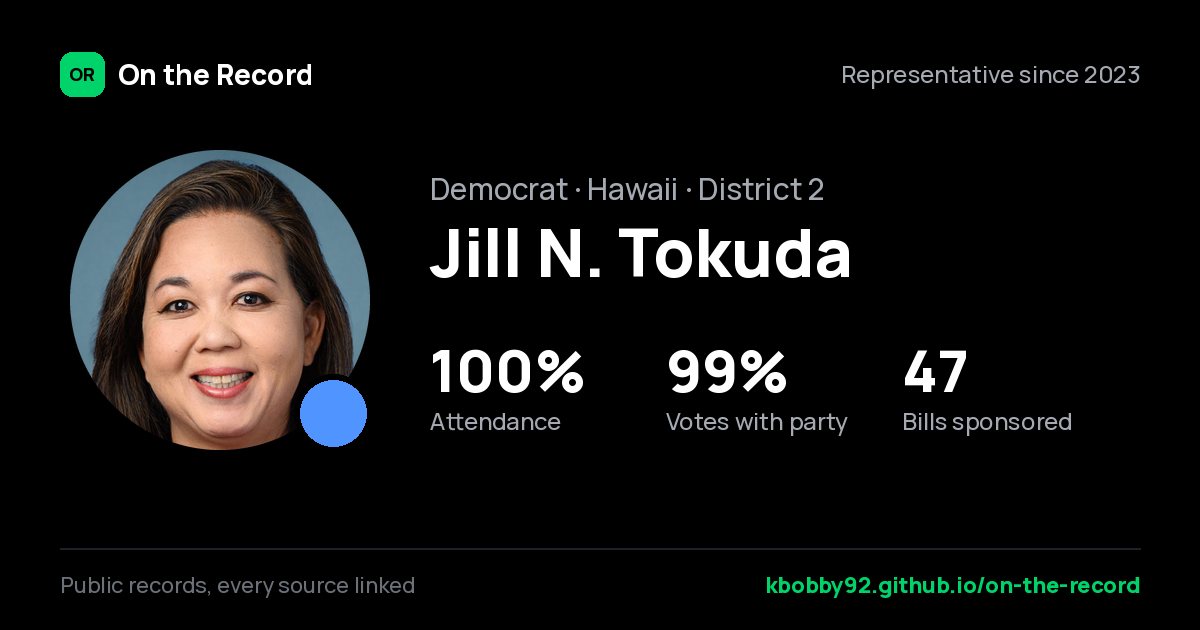 OR On the Record
Representative since 2023
Democrat · Hawaii · District 2
Jill N. Tokuda
100% 99% 47
Attendance Votes with party Bills sponsored
Public records, every source linked
kbobby92.github.io/on-the-record